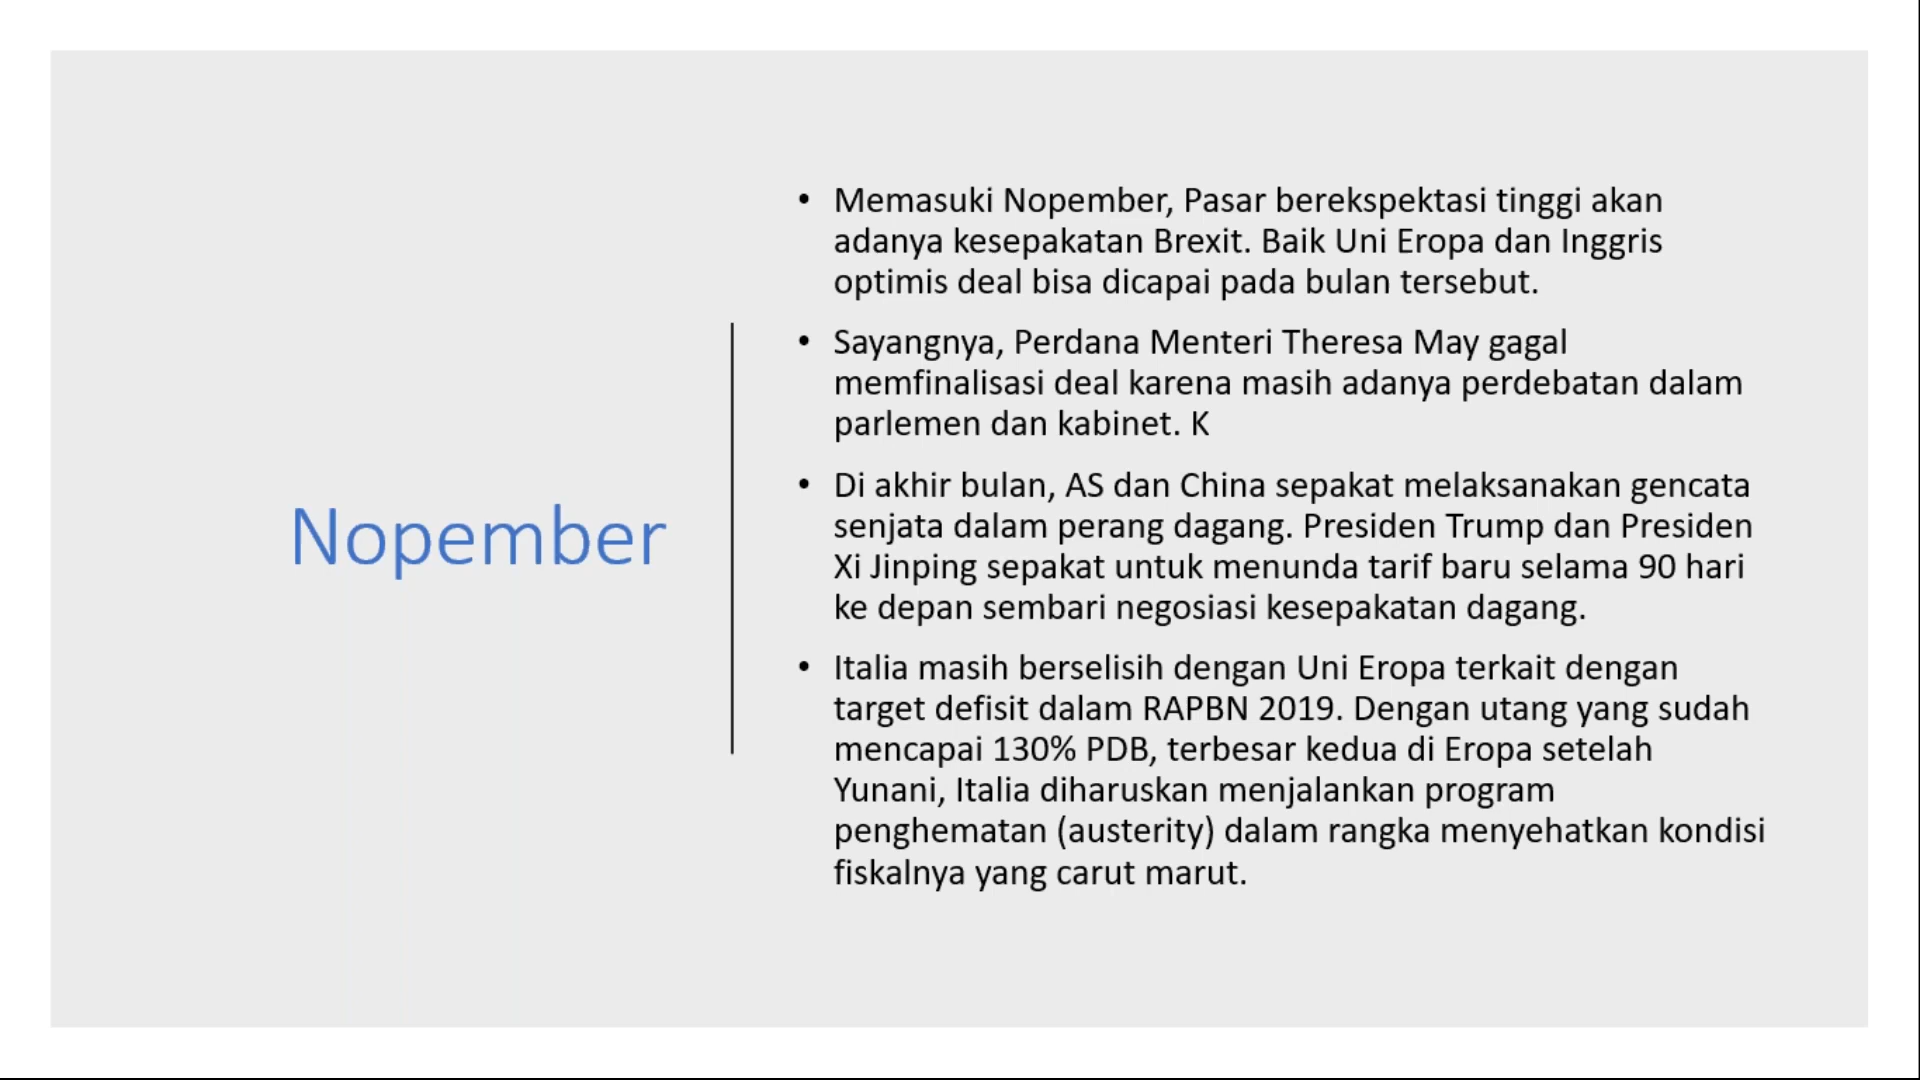 Nopember
• Memasuki Nopember, Pasar berekspektasi tinggi akan
adanya kesepakatan Brexit. Baik Uni Eropa dan Inggris
optimis deal bisa dicapai pada bulan tersebut.
• Sayangnya, Perdana Menteri Theresa May gagal
memfinalisasi deal karena masih adanya perdebatan dalam
parlemen dan kabinet. K
• Di akhir bulan, AS dan China sepakat melaksanakan gencata
senjata dalam perang dagang. Presiden Trump dan Presiden
Xi Jinping sepakat untuk menunda tarif baru selama 90 hari
ke depan sembari negosiasi kesepakatan dagang.
• Italia masih berselisih dengan Uni Eropa terkait dengan
target defisit dalam RAPBN 2019. Dengan utang yang sudah
mencapai 130% PDB, terbesar kedua di Eropa setelah
Yunani, Italia diharuskan menjalankan program
penghematan (austerity) dalam rangka menyehatkan kondisi
fiskalnya yang carut marut.